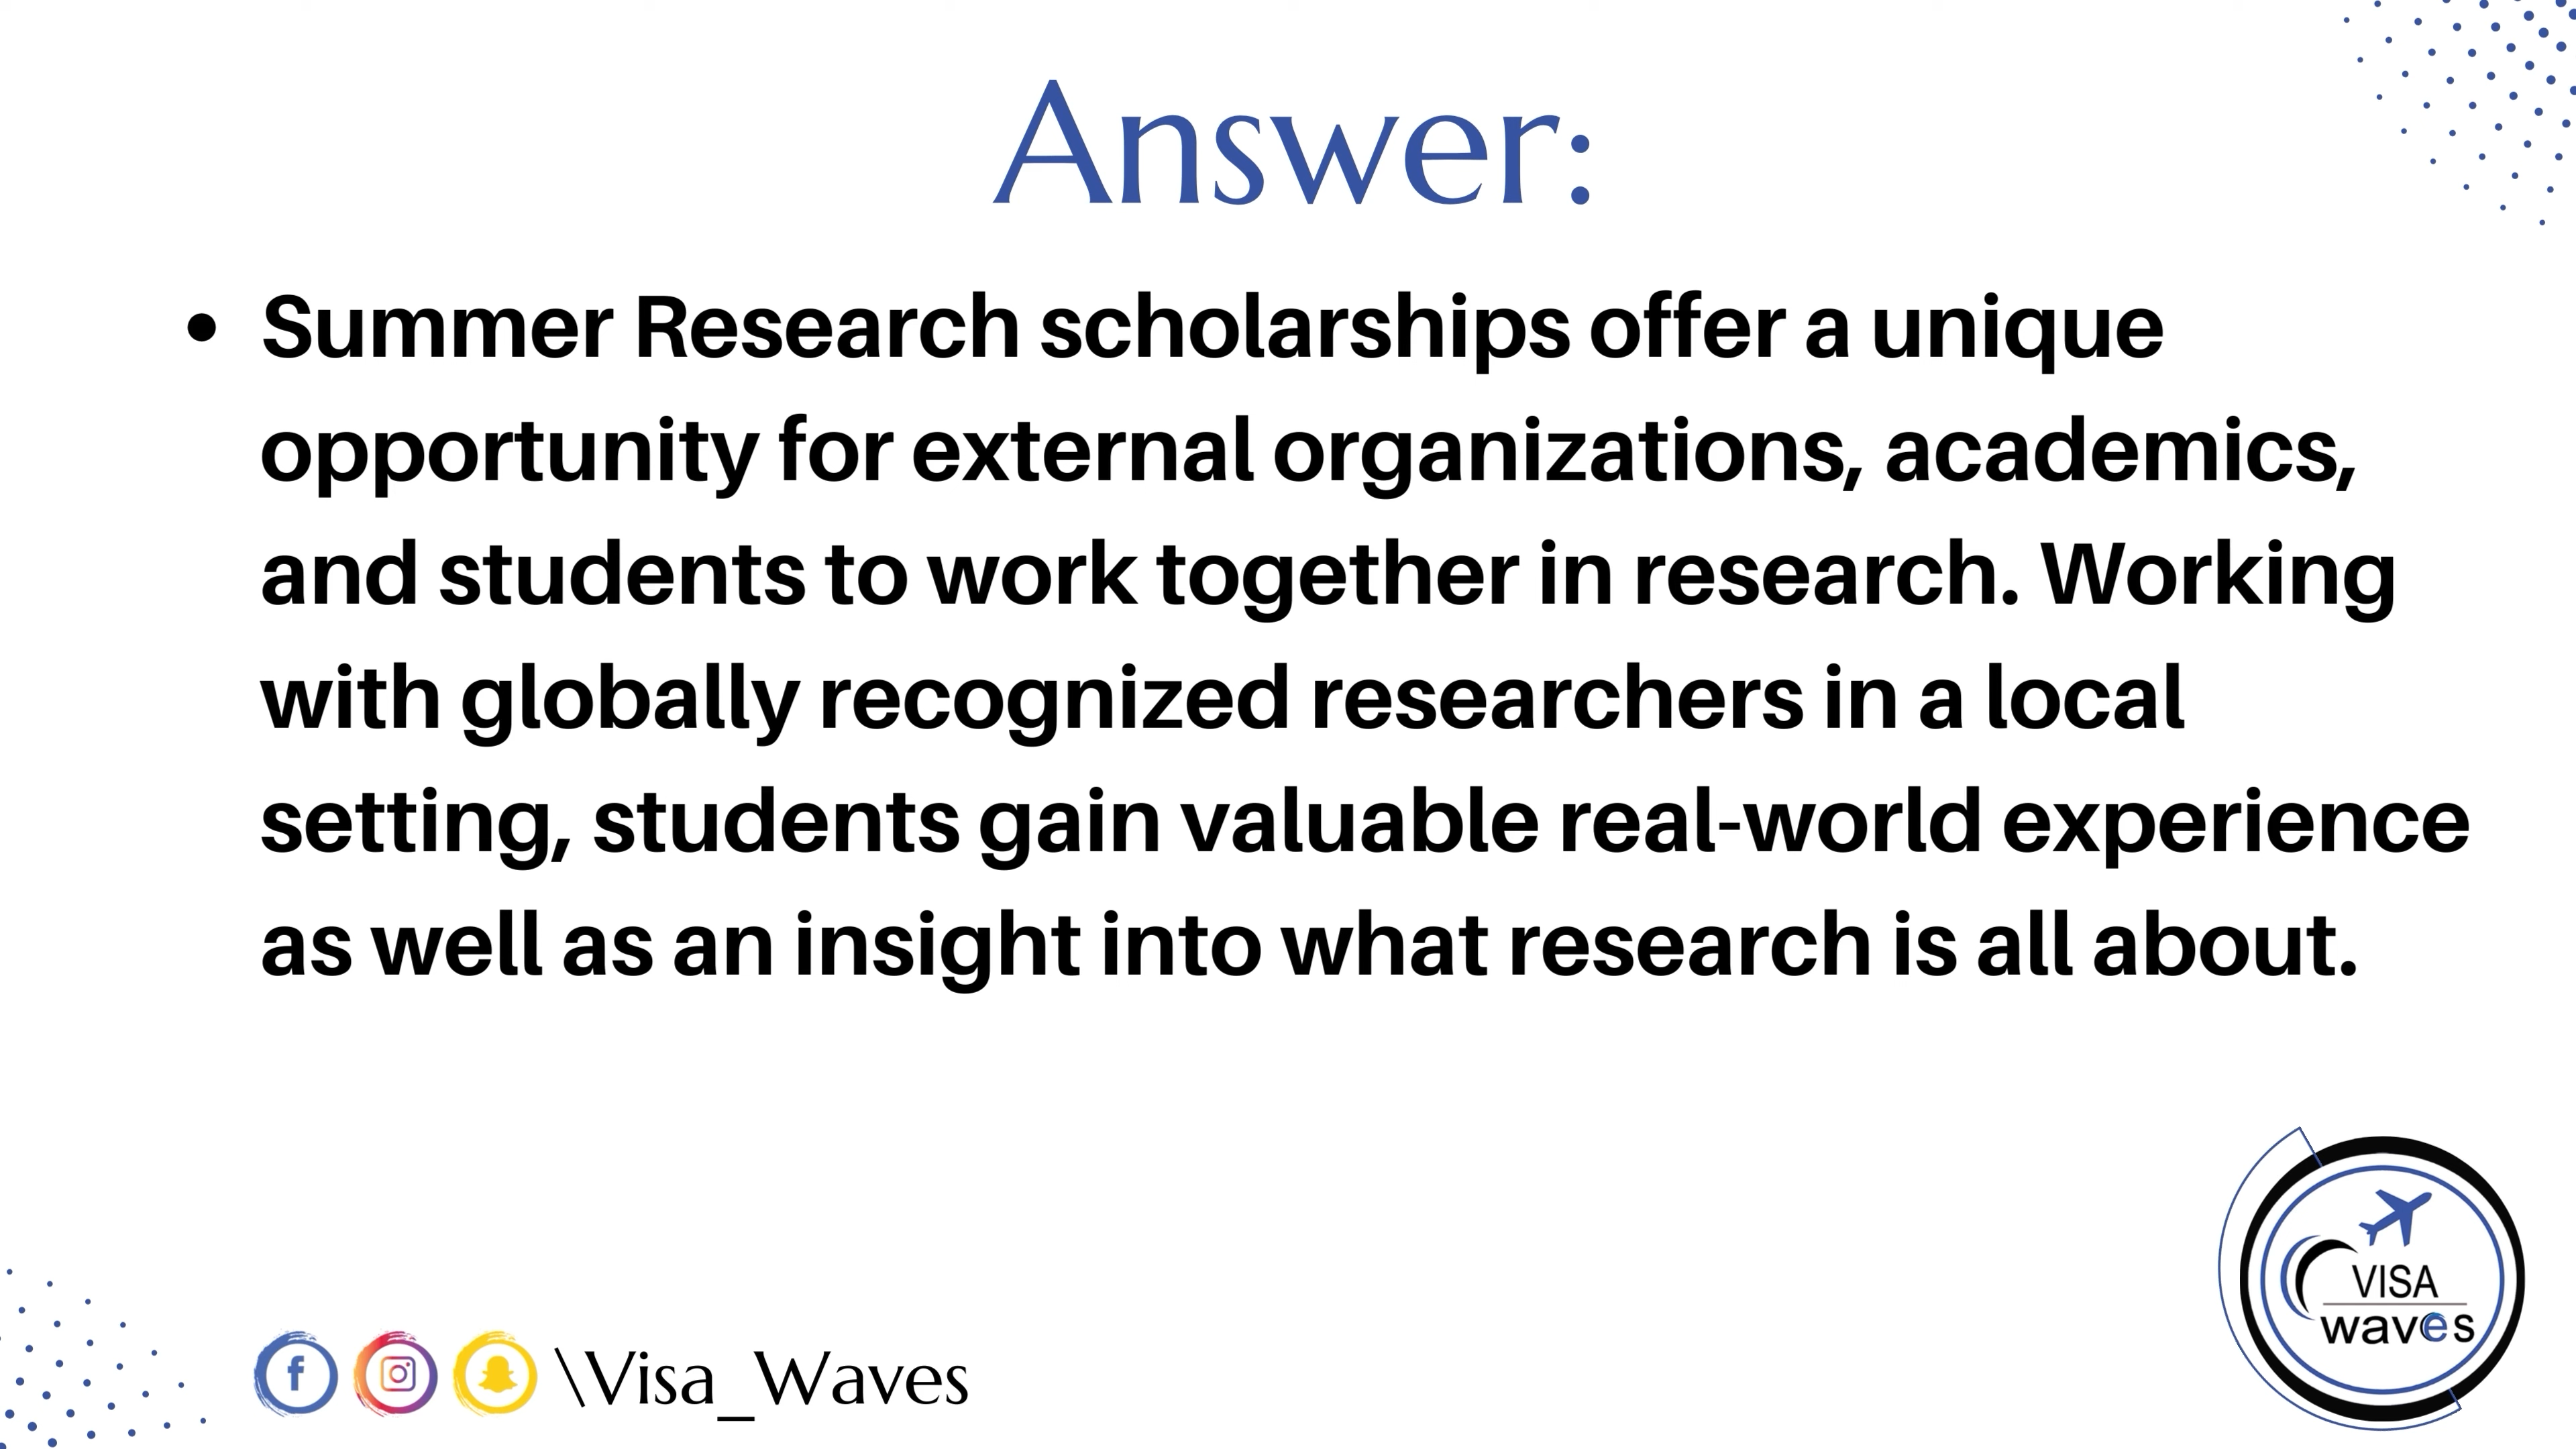 Answer:
• Summer Research scholarships offer a unique
opportunity for external organizations, academics,
and students to work together in research. Working
with globally recognized researchers in a local
setting, students gain valuable real-world experience
as well as an insight into what research is all about.
\Visa_Waves
VISA
waves